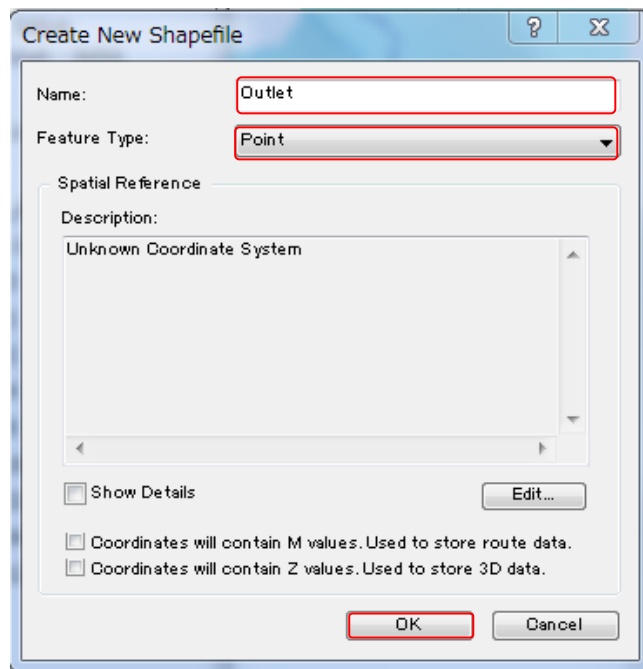 Create New Shapefile
Name:
Outlet
Feature Type:
Point
Spatial Reference
Description:
Unknown Coordinate System
Show Details
Edit...
Coordinates will contain M values. Used to store route data.
Coordinates will contain Z values. Used to store 3D data.
OK
Cancel